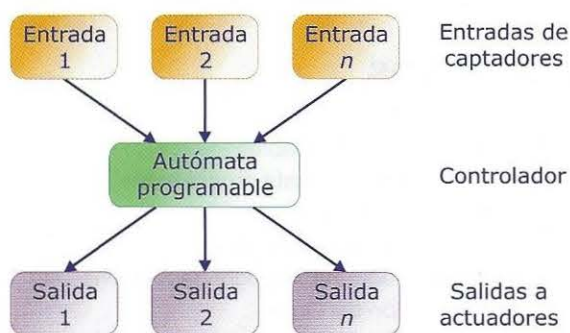 Entrada
1
Entrada
2
Entrada
n
Entradas de
captadores
Autómata
programable
Controlador
Salida
1
Salida
2
Salida
n
Salidas a
actuadores